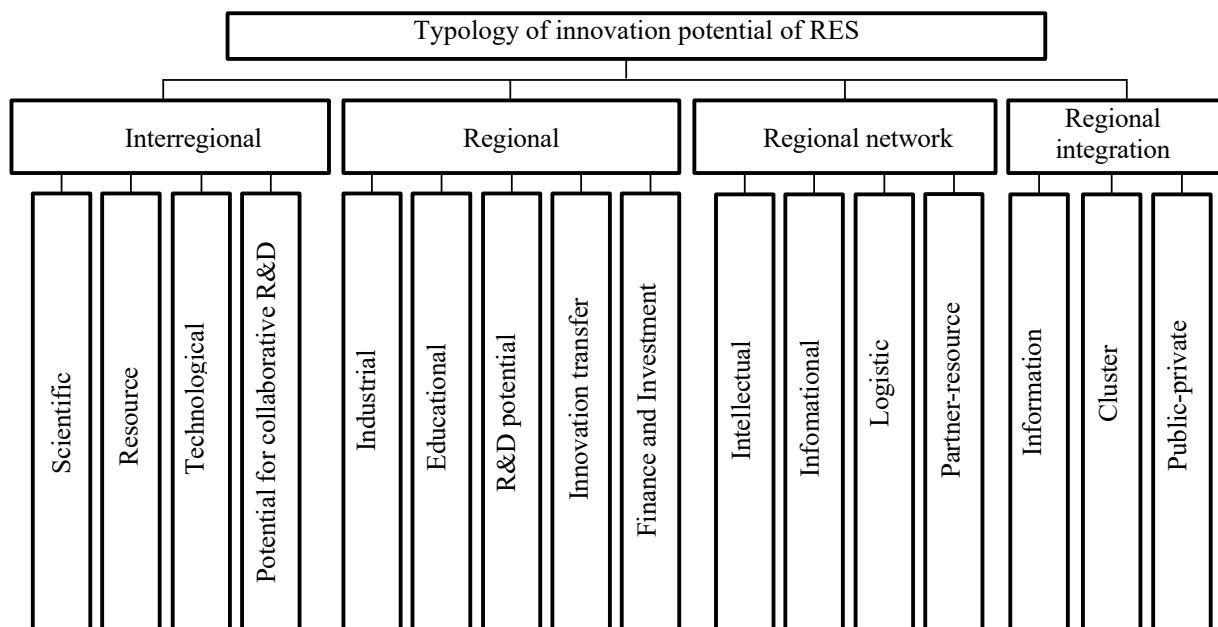 Typology of innovation potential of RES
Interregional
Regional
Regional network
Regional
integration
Scientific
Resource
Technological
Potential for collaborative R&D
Industrial
Educational
R&D potential
Innovation transfer
Finance and Investment
Intellectual
Infomational
Logistic
Partner-resource
Information
Cluster
Public-private